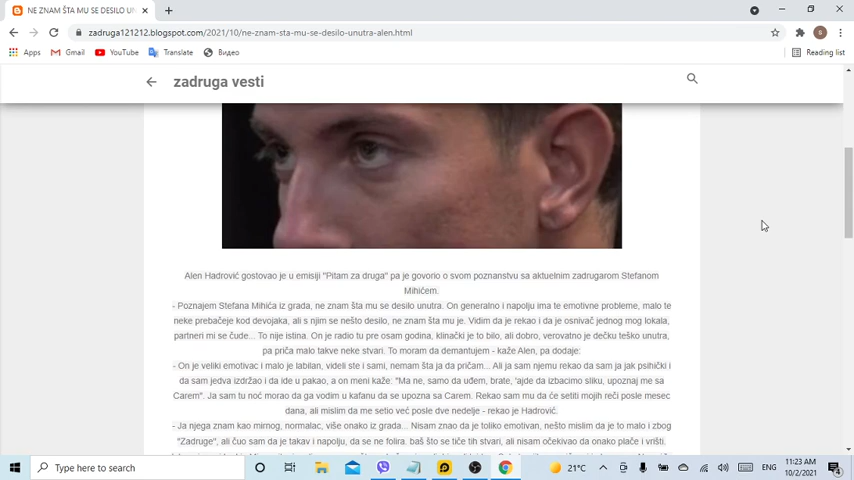 NE ZNAM ŠTA MU SE DESILO UN
zadruga121212.blogspot.com/2021/10/ne-znam-sta-mu-se-desilo-unutra-alen.html
B
Apps Gmail YouTube Translate Видео Reading list
zadruga vesti
Alen Hadrović gostovao je u emisiji "Pitam za druga" pa je govorio o svom poznanstvu sa aktuelnim zadrugarom Stefanom
Mihićem.
- Poznajem Stefana Mihića iz grada, ne znam šta mu se desilo unutra. On generalno i napolju ima te emotivne probleme, malo te
neke prebačeje kod devojaka, ali s njim se nešto desilo, ne znam šta mu je. Vidim da je rekao i da je osnivač jednog mog lokala,
partneri mi se čude... To nije istina. On je radio tu pre osam godina, klinački je to bilo, ali dobro, verovatno je dečku teško unutra,
pa priča malo takve neke stvari. To moram da demantujem - kaže Alen, pa dodaje:
- On je veliki emotivac i malo je labilan, videli ste i sami, nemam šta ja da pričam... Ali ja sam njemu rekao da sam ja jak psihički i
da sam jedva izdržao i da ide u pakao, a on meni kaže: "Ma ne, samo da uđem, brate, 'ajde da izbacimo sliku, upoznaj me sa
Carem". Ja sam tu noć morao da ga vodim u kafanu da se upozna sa Carem. Rekao sam mu da će setiti mojih reči posle mesec
dana, ali mislim da me setio već posle dve nedelje - rekao je Hadrović.
- Ja njega znam kao mirnog, normalac, više onako iz grada... Nisam znao da je toliko emotivan, nešto mislim da je to malo i zbog
"Zadruge", ali čuo sam da je takav i napolju, da se ne folira. baš što se tiče tih stvari, ali nisam očekivao da onako plače i vrišti.
Type here to search
21°C
ENG
11:23 AM
10/2/2021
4